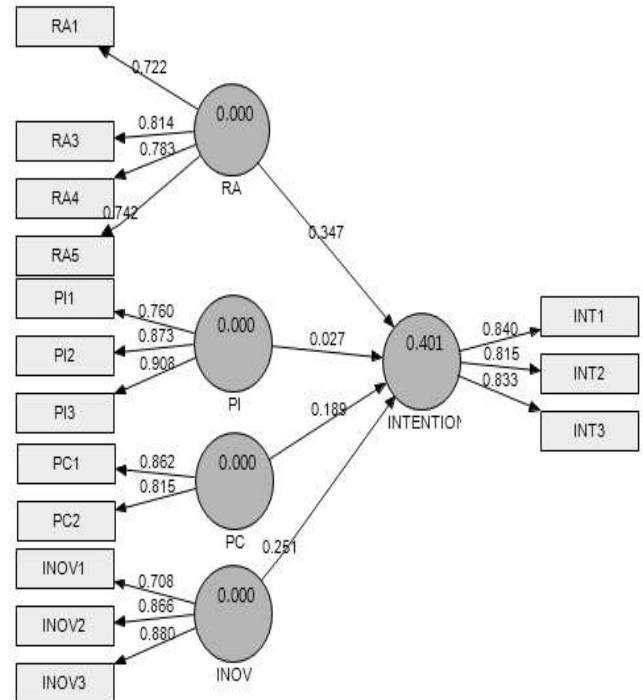 RA1
0.722
0.000
0.814
RA3
0.783
RA4
RA
0.742
0.347
RA5
PI1
0.760
0.000
0.840
INT1
0.873
0.027
0.401
PI2
0.815
INT2
0.908
0.833
PI
PI3
0.189
INTENTION
INT3
PC1
0.862
0.000
0.815
PC2
PC
0.251
INOV1
0.708
0.000
0.866
INOV2
0.880
INOV
INOV3